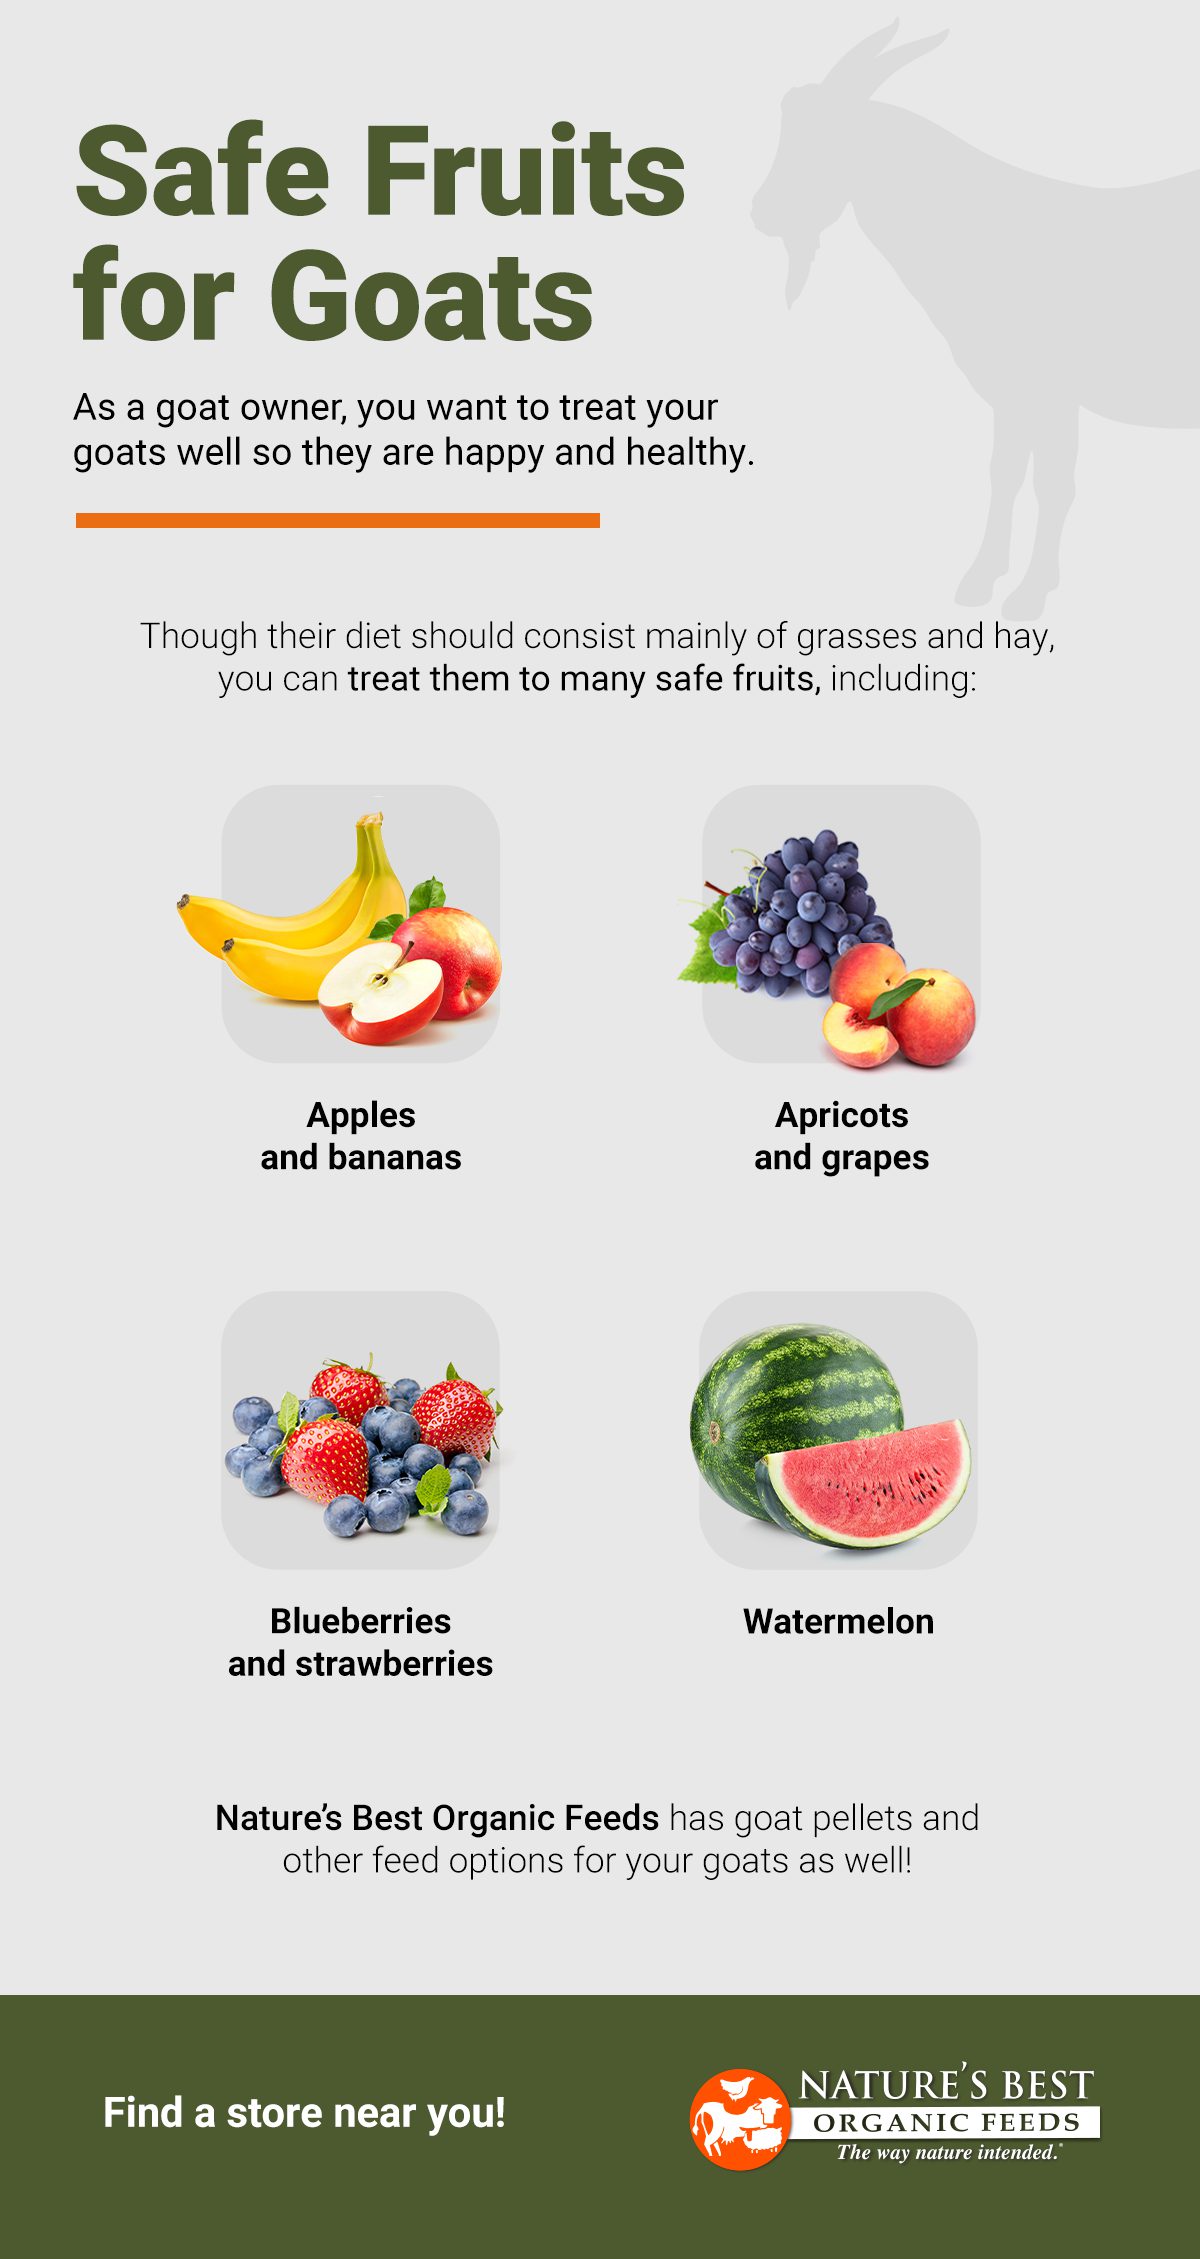 Safe Fruits
for Goats
As a goat owner, you want to treat your
goats well so they are happy and healthy.
Though their diet should consist mainly of grasses and hay,
you can treat them to many safe fruits, including:
Apples
and bananas
Apricots
and grapes
Blueberries
and strawberries
Watermelon
Nature’s Best Organic Feeds has goat pellets and
other feed options for your goats as well!
Find a store near you!
NATURE’S BEST
ORGANIC FEEDS
The way nature intended.®